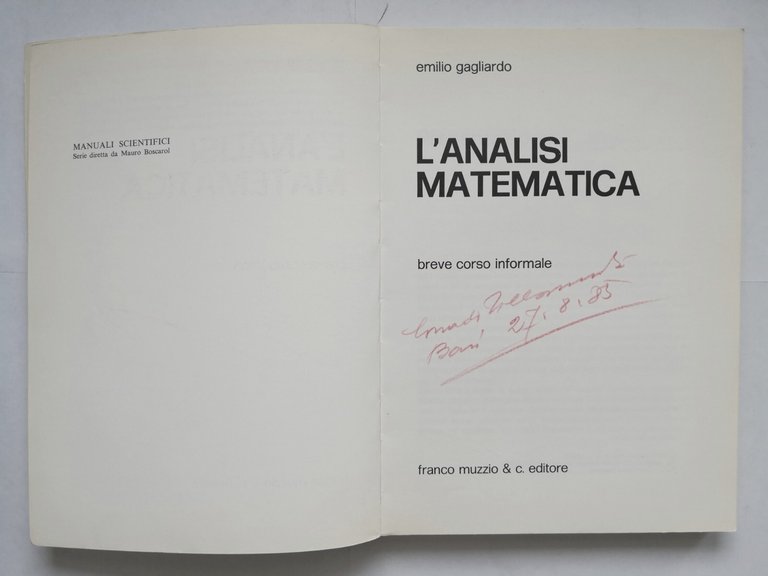 MANUALI SCIENTIFICI
Serie diretta da Mauro Boscarol
emilio gagliardo
L'ANALISI
MATEMATICA
breve corso informale
Bari 27.8.85
franco muzzio & c. editore